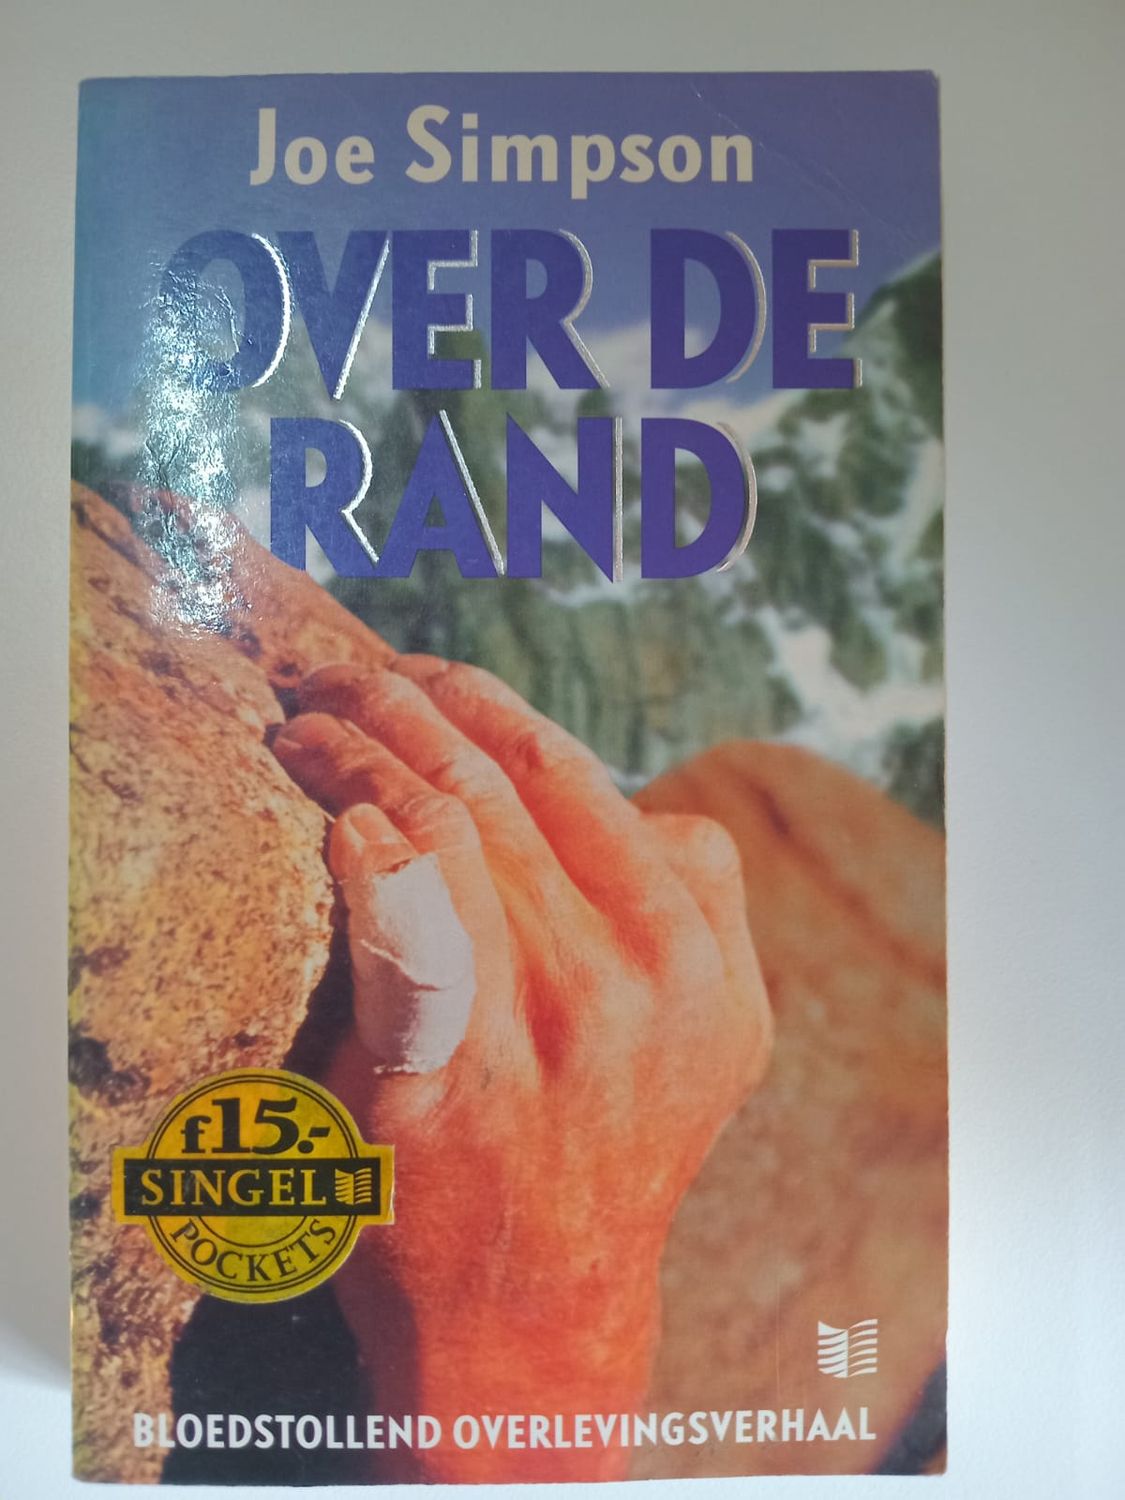 Joe Simpson
OVER DE
RAND
f15.-
SINGEL
POCKETS
BLOEDSTOLLEND OVERLEVINGSVERHAAL